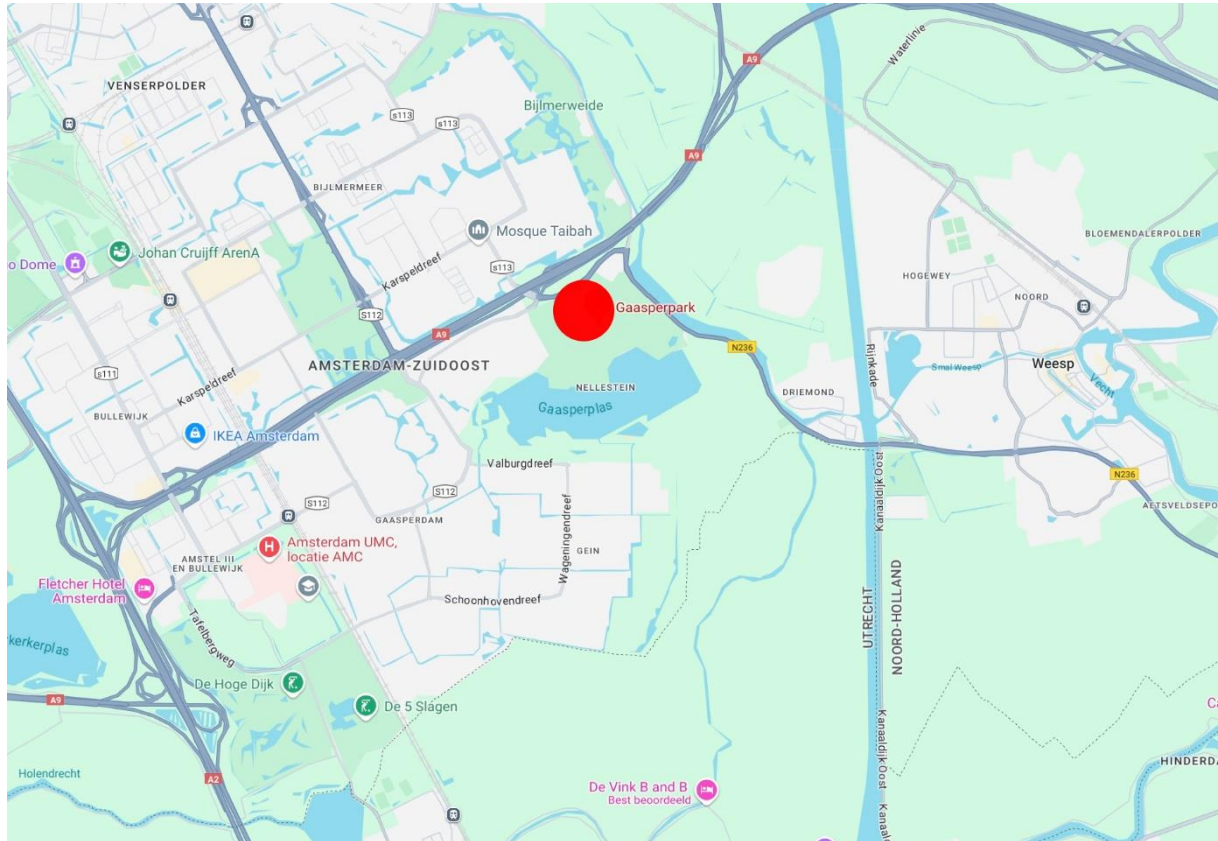 A9
Waterlinie
VENSERPOLDER
Bijlmerweide
s113
s113
A9
BIJLMERMEER
Mosque Taibah
BLOEMENDALERPOLDER
Johan Cruijff ArenA
o Dome
Karspeldreef
s113
HOGEWEY
NOORD
S112
Gaasperpark
A9
N236
Rijnkade
AMSTERDAM-ZUIDOOST
s111
Karspeldreef
NELLESTEIN
DRIEMOND
Smal Weesp
Weesp
Vecht
BULLEWIJK
Gaasperplas
IKEA Amsterdam
Valburgdreef
Kanaaldijk Oost
N236
S112
S112
AETSVELDSEPO
GAASPERDAM
Wageningendreef
GEIN
Amsterdam UMC,
locatie AMC
AMSTEL III
EN BULLEWIJK
Fletcher Hotel
Amsterdam
Schoonhovendreef
UTRECHT
NOORD-HOLLAND
kerkerplas
Tafelbergweg
De Hoge Dijk
A9
De 5 Slagen
Ca
Kanaaldijk Oost
Holendrecht
A2
HINDERDA
De Vink B and B
Best beoordeeld
Kanaal